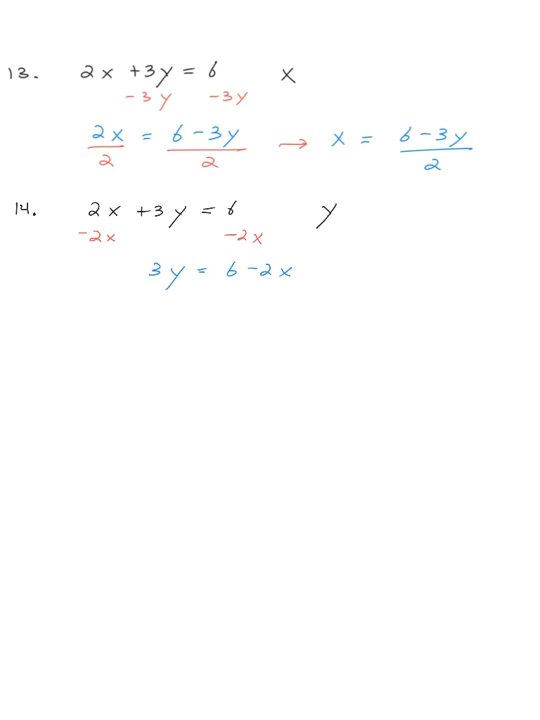 13. 2x + 3y = 6 x
-3y -3y
2x = 6 - 3y → x = 6 - 3y
2 2 2
14. 2x + 3y = 6 y
-2x -2x
3y = 6 - 2x